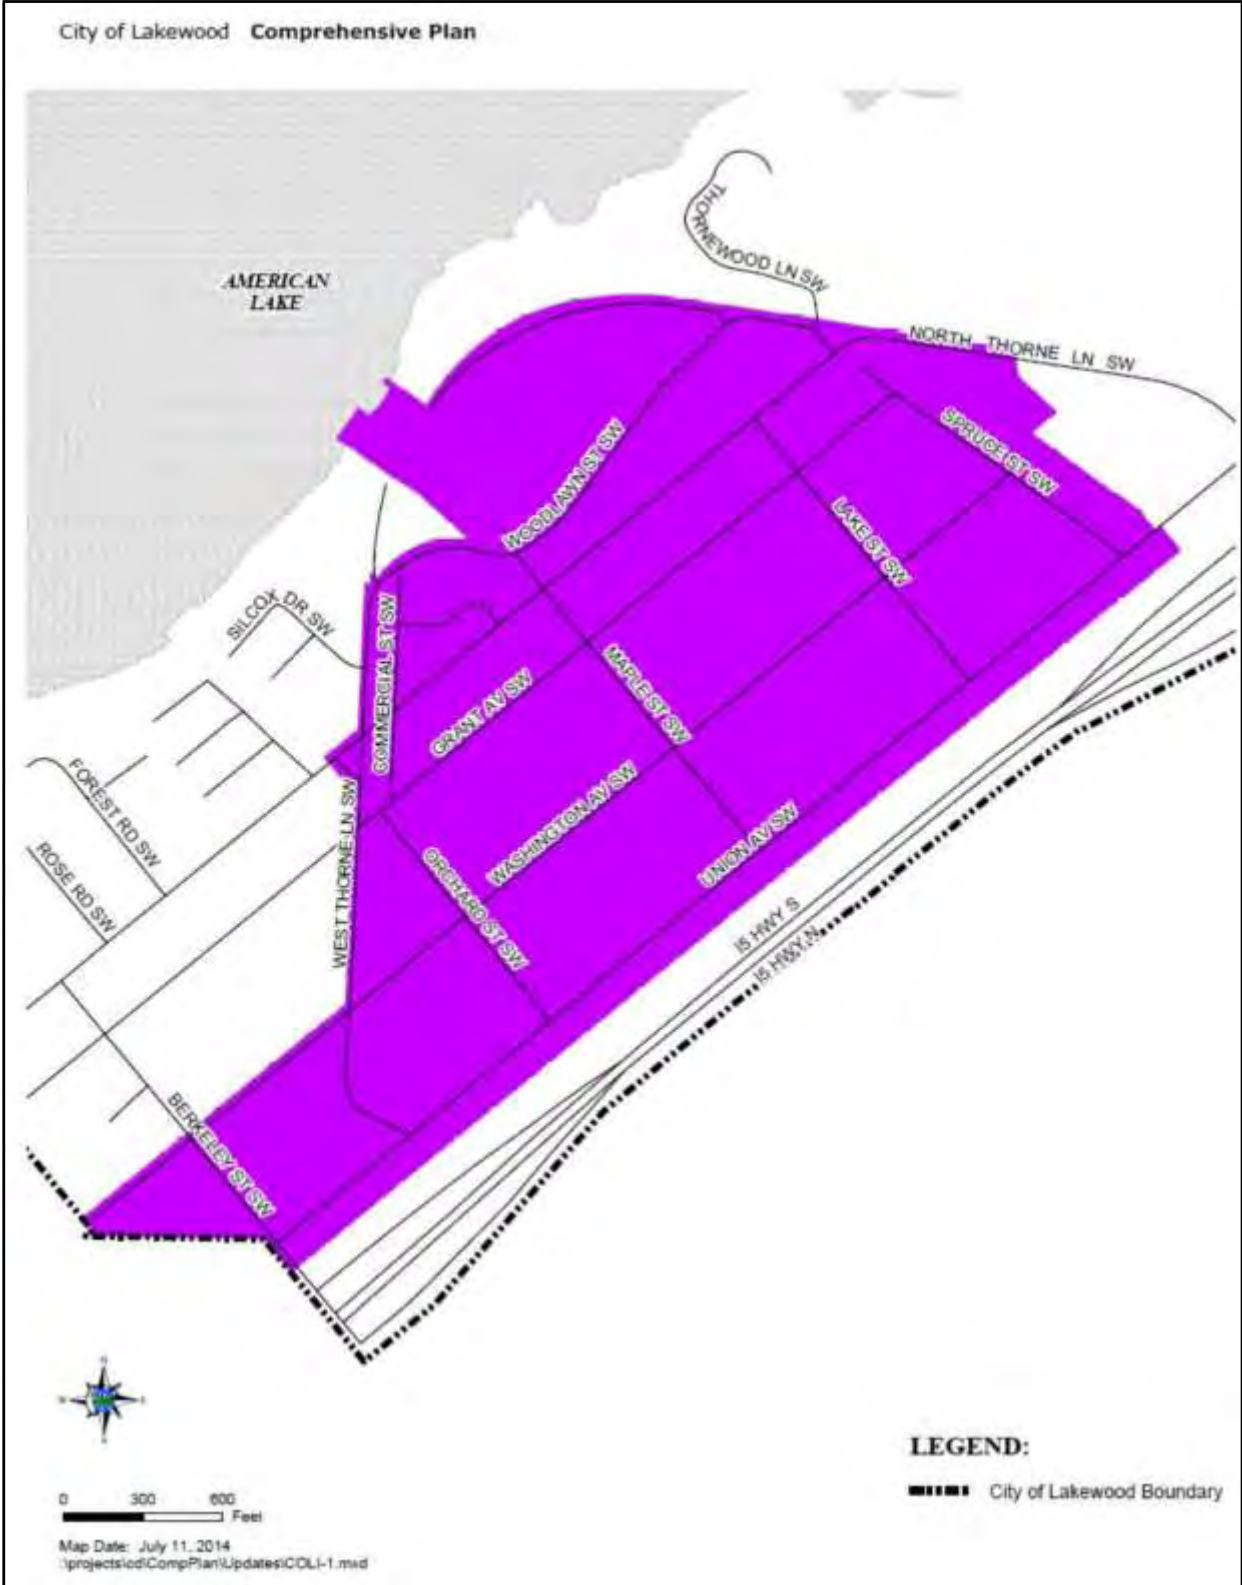 City of Lakewood Comprehensive Plan
AMERICAN
LAKE
THORNEWOOD LN SW
NORTH THORNE LN SW
SPRUCE ST SW
WOODLAWN ST SW
LAKE ST SW
SILCOX DR SW
COMMERCIAL ST SW
MAPLE ST SW
GRANT AV SW
FOREST RD SW
WEST THORNE LN SW
WASHINGTON AV SW
UNION AV SW
ROSE RD SW
ORCHARD ST SW
I5 HWY S
I5 HWY N
BERKELEY ST SW
LEGEND:
City of Lakewood Boundary
0 300 600
Feet
Map Date: July 11, 2014
:\projects\cd\CompPlan\Updates\COLI-1.mxd